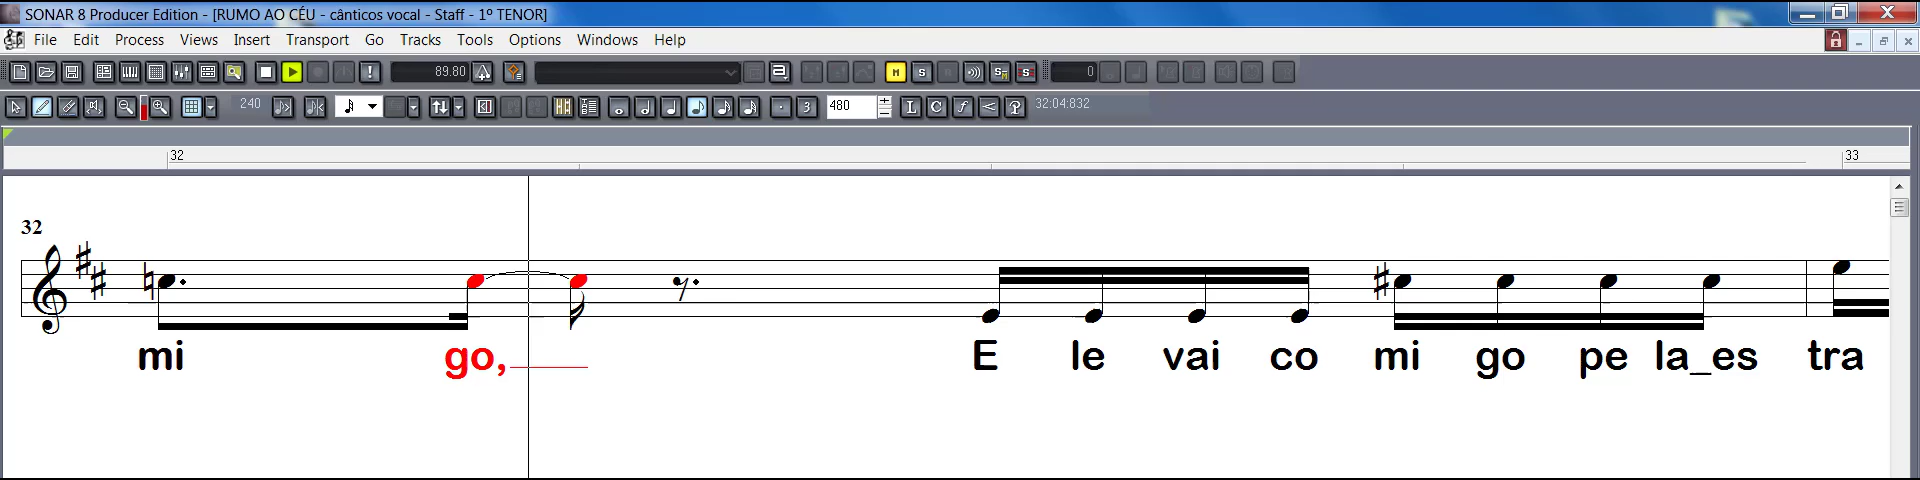 SONAR 8 Producer Edition - [RUMO AO CÉU - cânticos vocal - Staff - 1º TENOR]
File Edit Process Views Insert Transport Go Tracks Tools Options Windows Help
89.80 M S 0
240 3 480 L C f ? 32:04:832
32 33
32
mi go, E le vai co mi go pe la_es tra